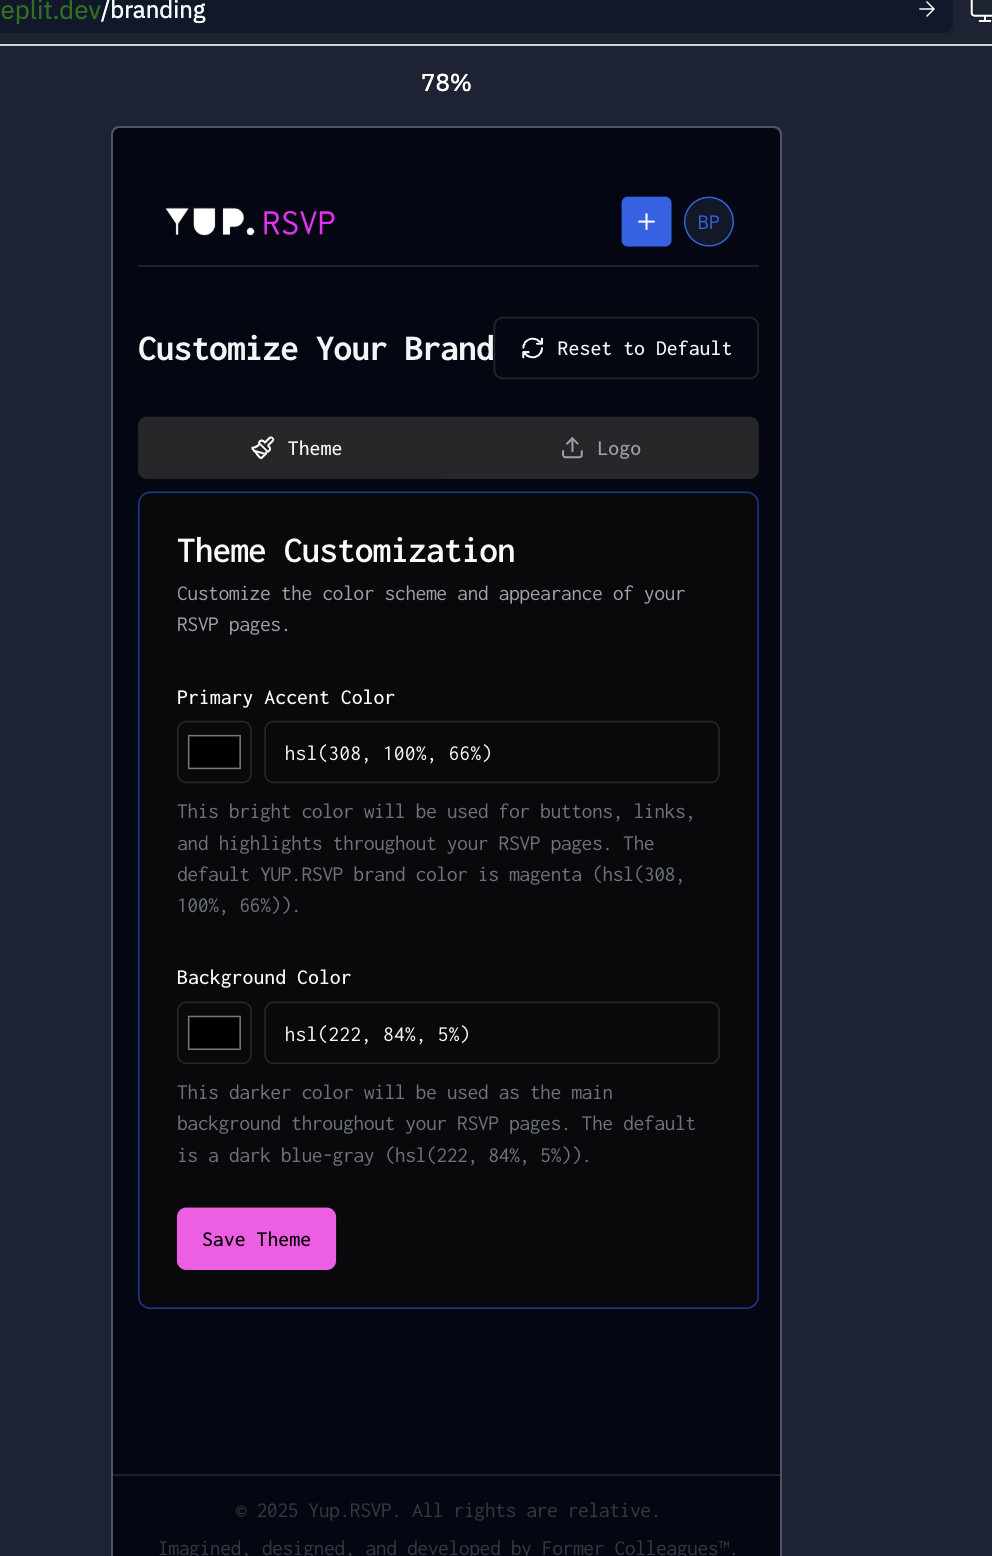 eplit.dev/branding
78%
YUP.RSVP
BP
Customize Your Brand
Reset to Default
Theme
Logo
Theme Customization
Customize the color scheme and appearance of your
RSVP pages.
Primary Accent Color
hsl(308, 100%, 66%)
This bright color will be used for buttons, links,
and highlights throughout your RSVP pages. The
default YUP.RSVP brand color is magenta (hsl(308,
100%, 66%)).
Background Color
hsl(222, 84%, 5%)
This darker color will be used as the main
background throughout your RSVP pages. The default
is a dark blue-gray (hsl(222, 84%, 5%)).
Save Theme
© 2025 Yup.RSVP. All rights are relative.
Imagined, designed, and developed by Former Colleagues™.